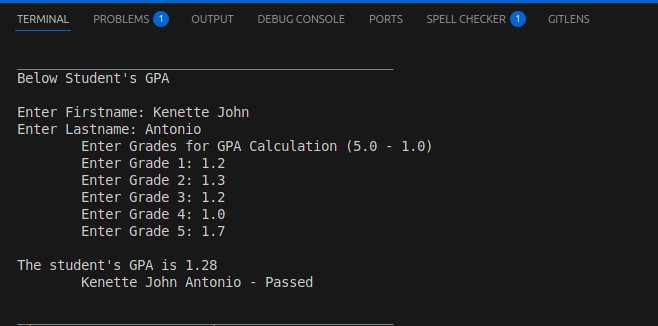 TERMINAL PROBLEMS 1 OUTPUT DEBUG CONSOLE PORTS SPELL CHECKER 1 GITLENS
_______________________________________________
Below Student's GPA
Enter Firstname: Kenette John
Enter Lastname: Antonio
Enter Grades for GPA Calculation (5.0 - 1.0)
Enter Grade 1: 1.2
Enter Grade 2: 1.3
Enter Grade 3: 1.2
Enter Grade 4: 1.0
Enter Grade 5: 1.7
The student's GPA is 1.28
Kenette John Antonio - Passed
_______________________________________________